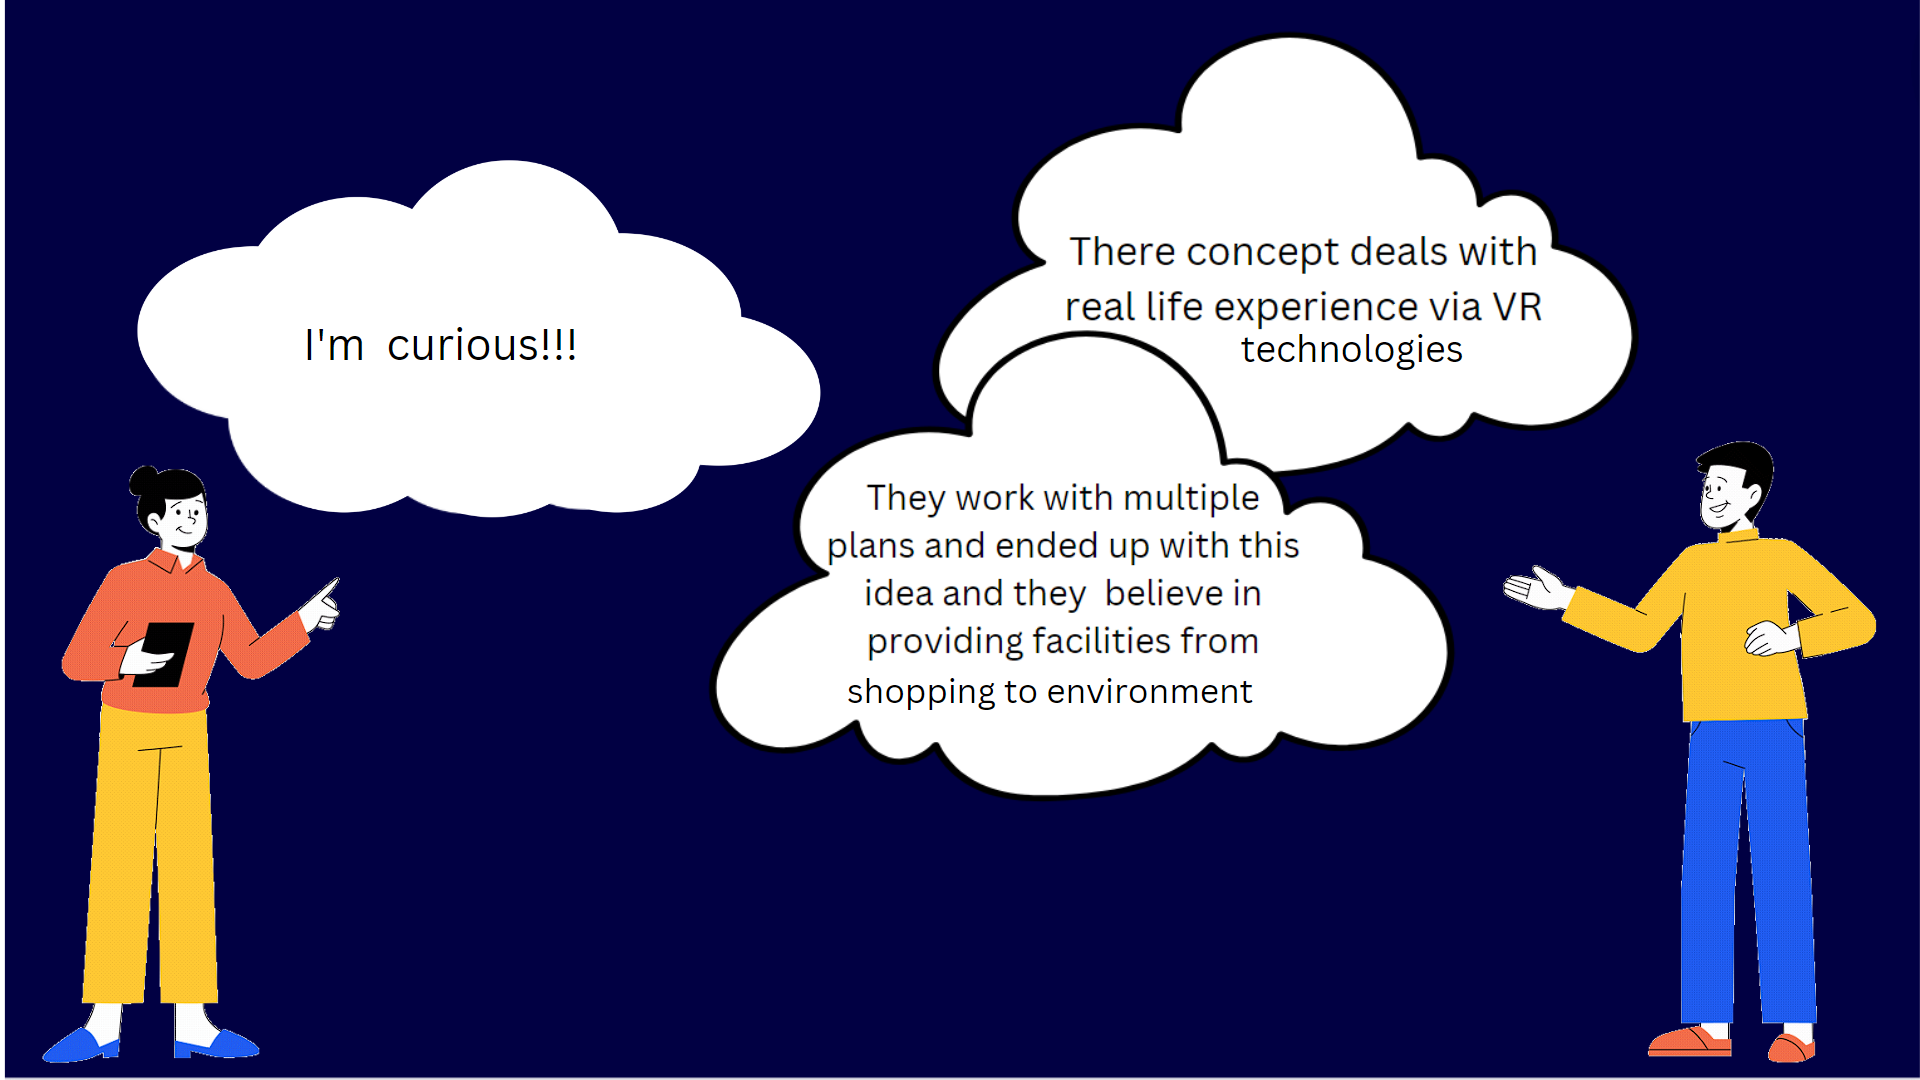 I'm  curious!!!
There concept deals with
real life experience via VR
technologies
They work with multiple
plans and ended up with this
idea and they  believe in
providing facilities from
shopping to environment